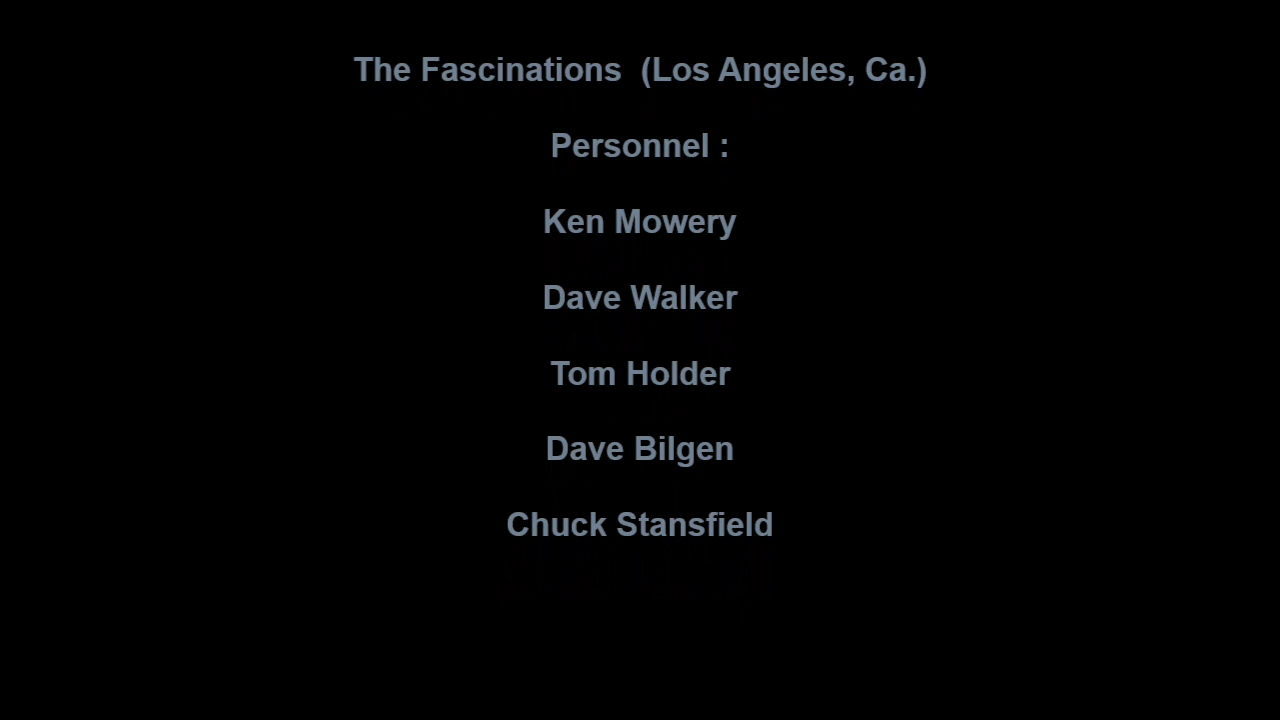 The Fascinations  (Los Angeles, Ca.)
Personnel :
Ken Mowery
Dave Walker
Tom Holder
Dave Bilgen
Chuck Stansfield